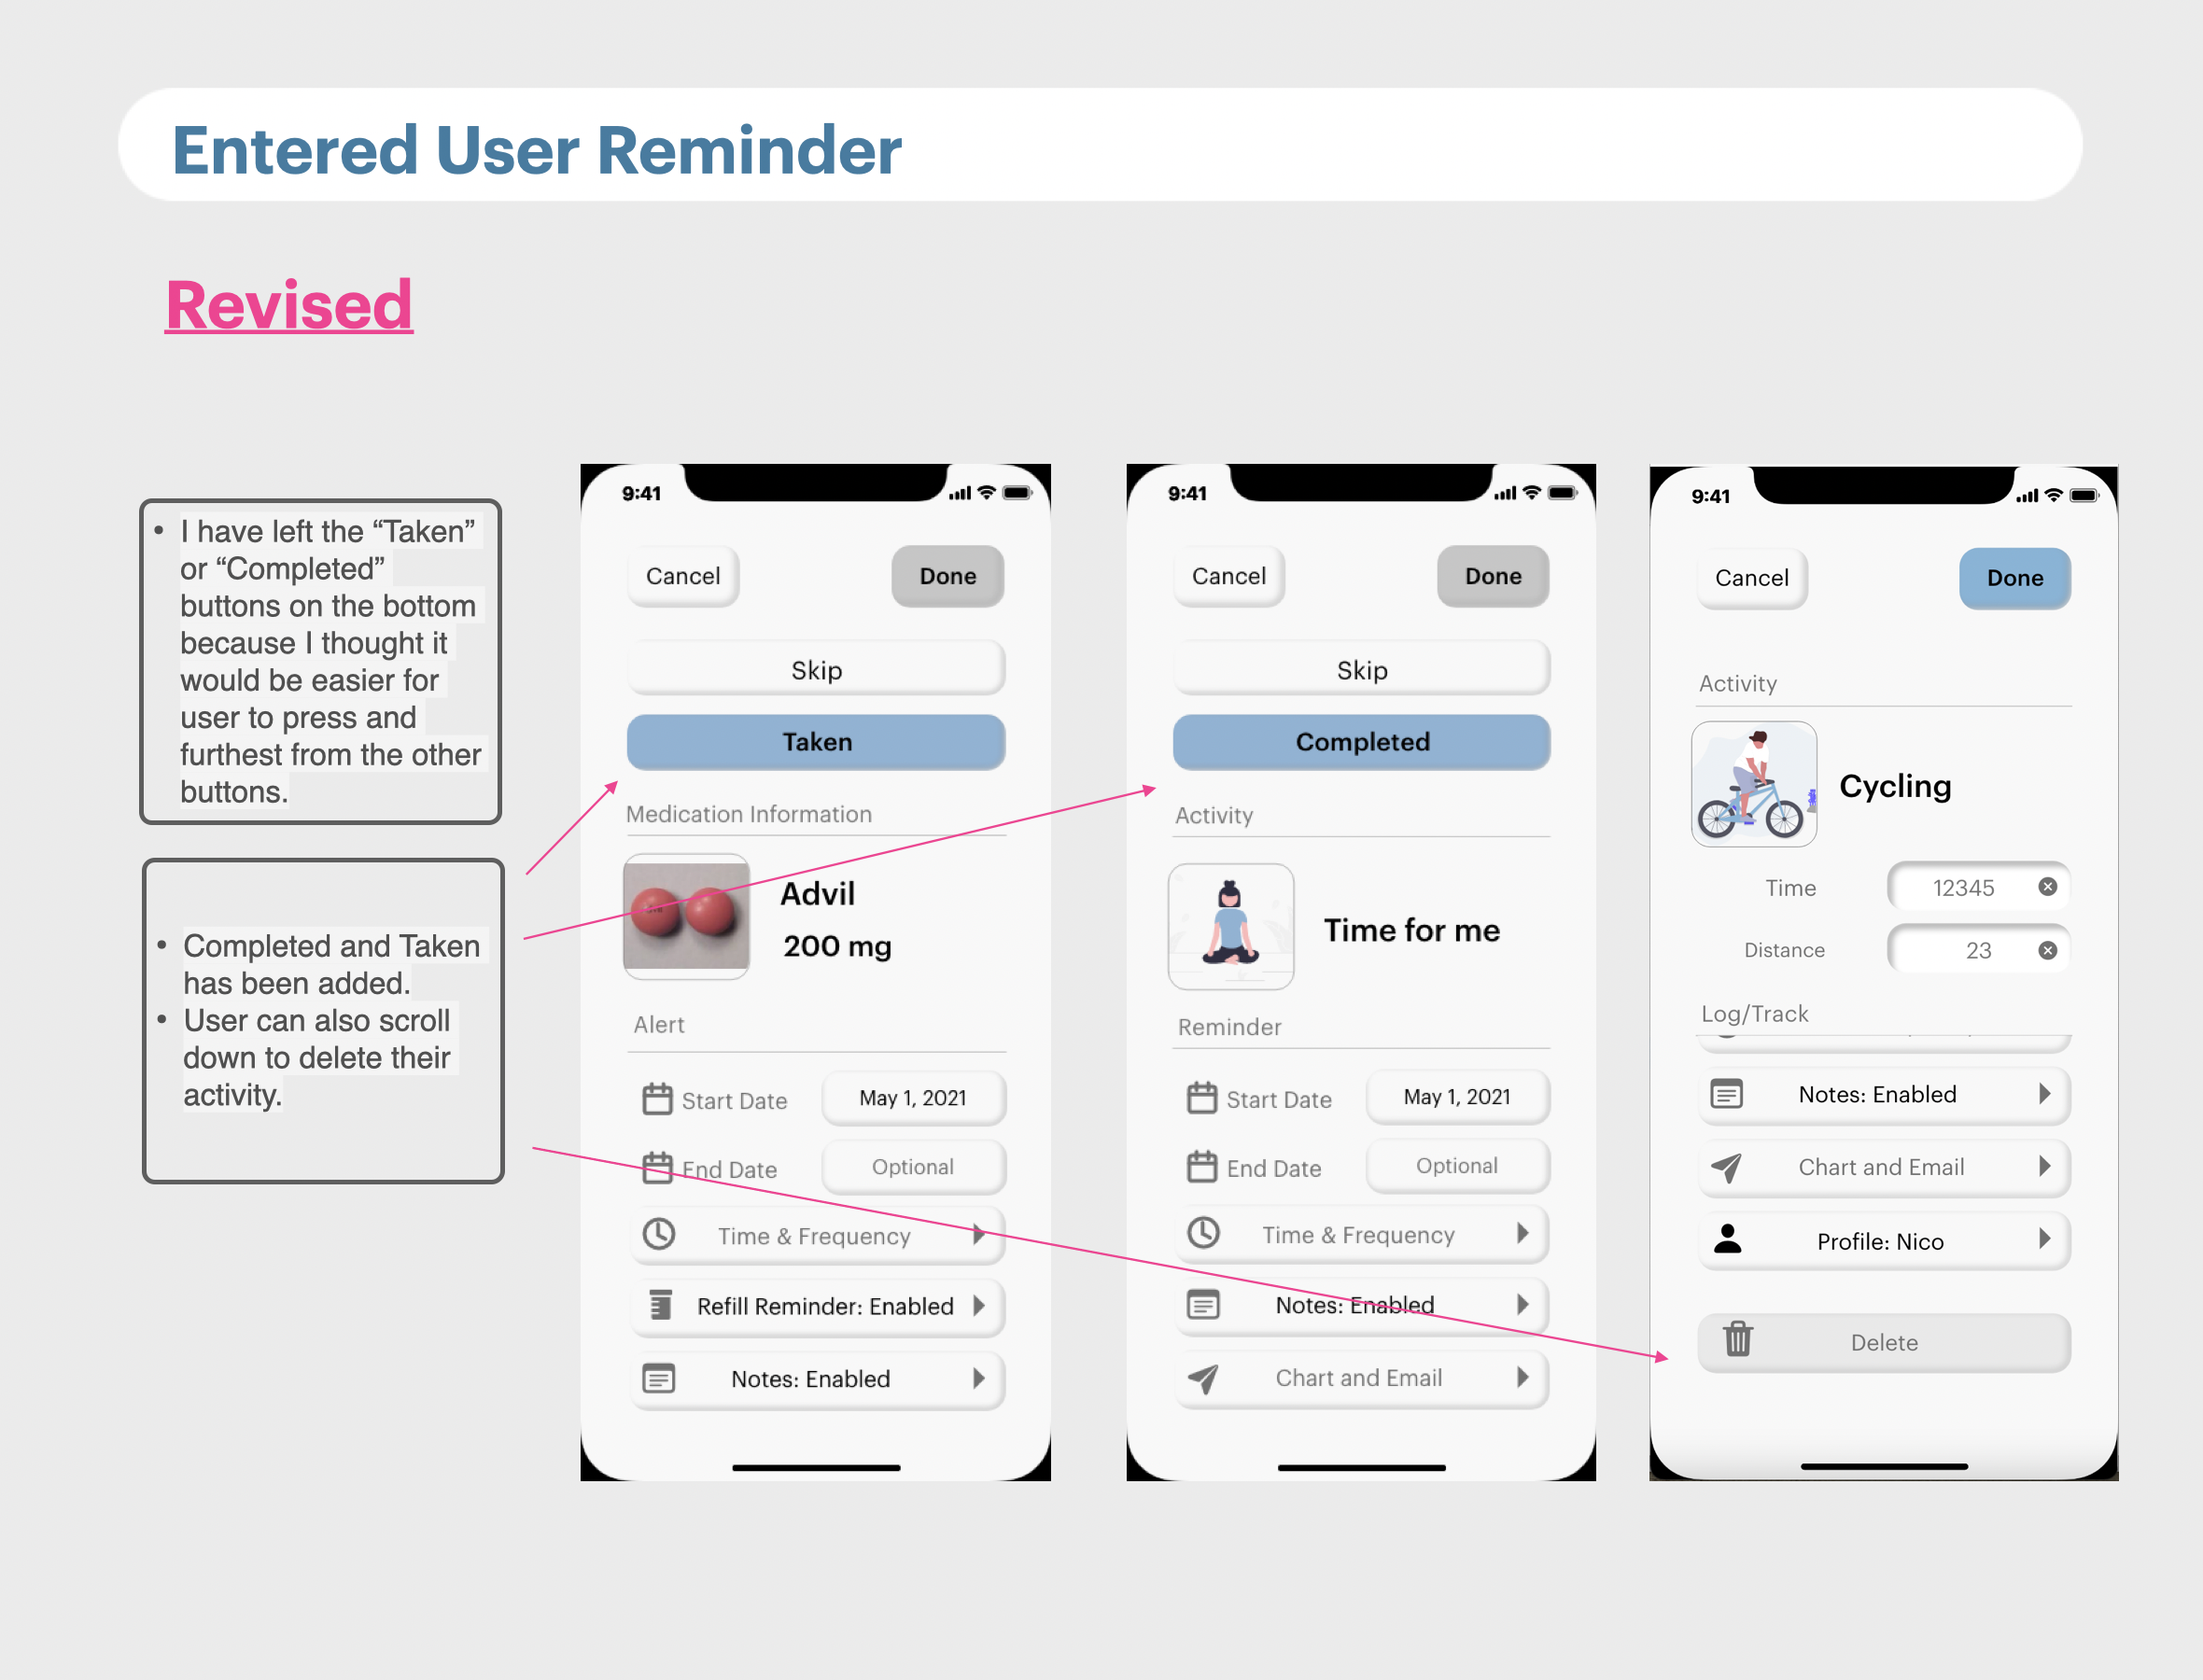 Entered User Reminder
Revised
• I have left the “Taken”
or “Completed”
buttons on the bottom
because I thought it
would be easier for
user to press and
furthest from the other
buttons.
• Completed and Taken
has been added.
• User can also scroll
down to delete their
activity.
9:41
Cancel
Done
Skip
Taken
Medication Information
Advil
200 mg
Alert
Start Date
May 1, 2021
End Date
Optional
Time & Frequency
Refill Reminder: Enabled
Notes: Enabled
9:41
Cancel
Done
Skip
Completed
Activity
Time for me
Reminder
Start Date
May 1, 2021
End Date
Optional
Time & Frequency
Notes: Enabled
Chart and Email
9:41
Cancel
Done
Activity
Cycling
Time
12345
Distance
23
Log/Track
Notes: Enabled
Chart and Email
Profile: Nico
Delete